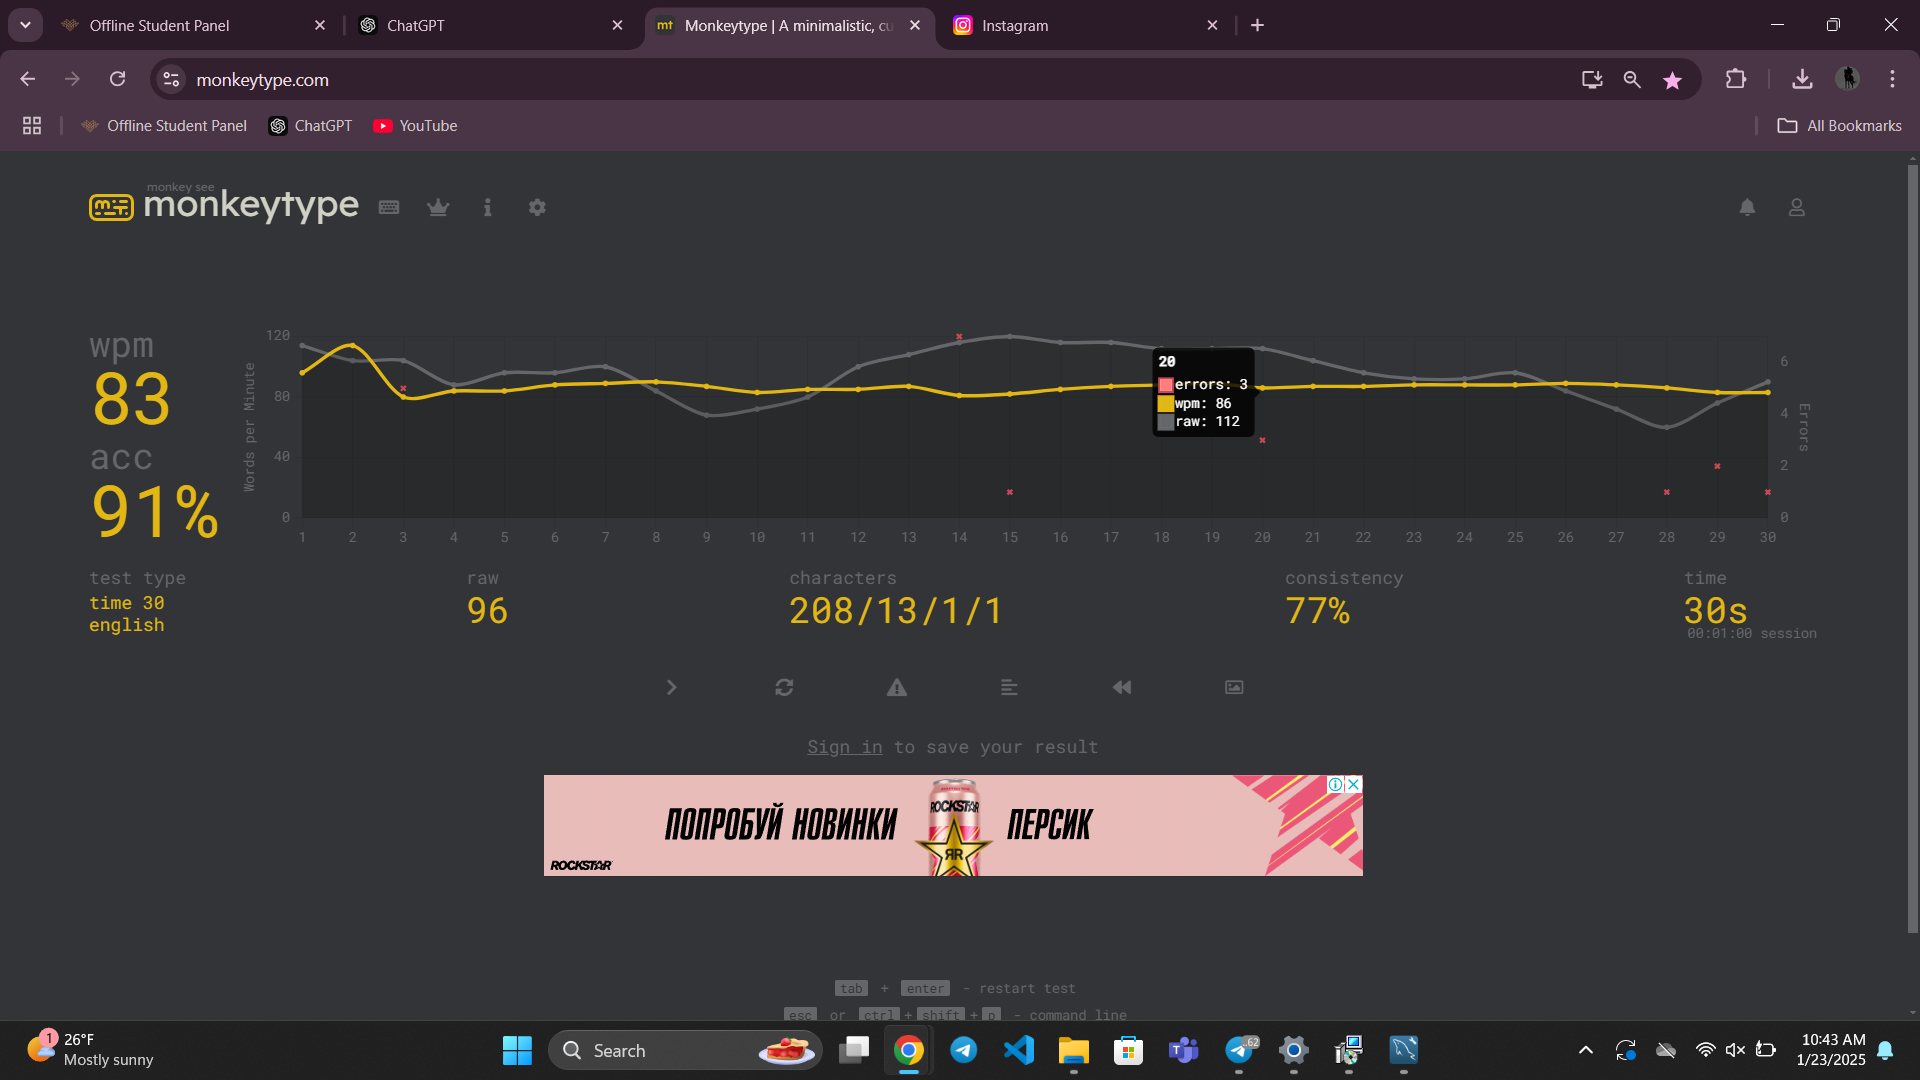 Offline Student Panel
ChatGPT
mt Monkeytype | A minimalistic, cu
Instagram
monkeytype.com
Offline Student Panel
ChatGPT
YouTube
All Bookmarks
monkey see
monkeytype
wpm
83
acc
91%
Words per Minute
120
80
40
0
20
errors: 3
wpm: 86
raw: 112
6
4
2
0
Errors
1 2 3 4 5 6 7 8 9 10 11 12 13 14 15 16 17 18 19 20 21 22 23 24 25 26 27 28 29 30
test type
time 30
english
raw
96
characters
208/13/1/1
consistency
77%
time
30s
00:01:00 session
Sign in to save your result
ПОПРОБУЙ НОВИНКИ
ROCKSTAR
ПЕРСИК
ROCKSTAR
tab + enter - restart test
esc or ctrl + shift + p - command line
1
26°F
Mostly sunny
Search
.62
10:43 AM
1/23/2025